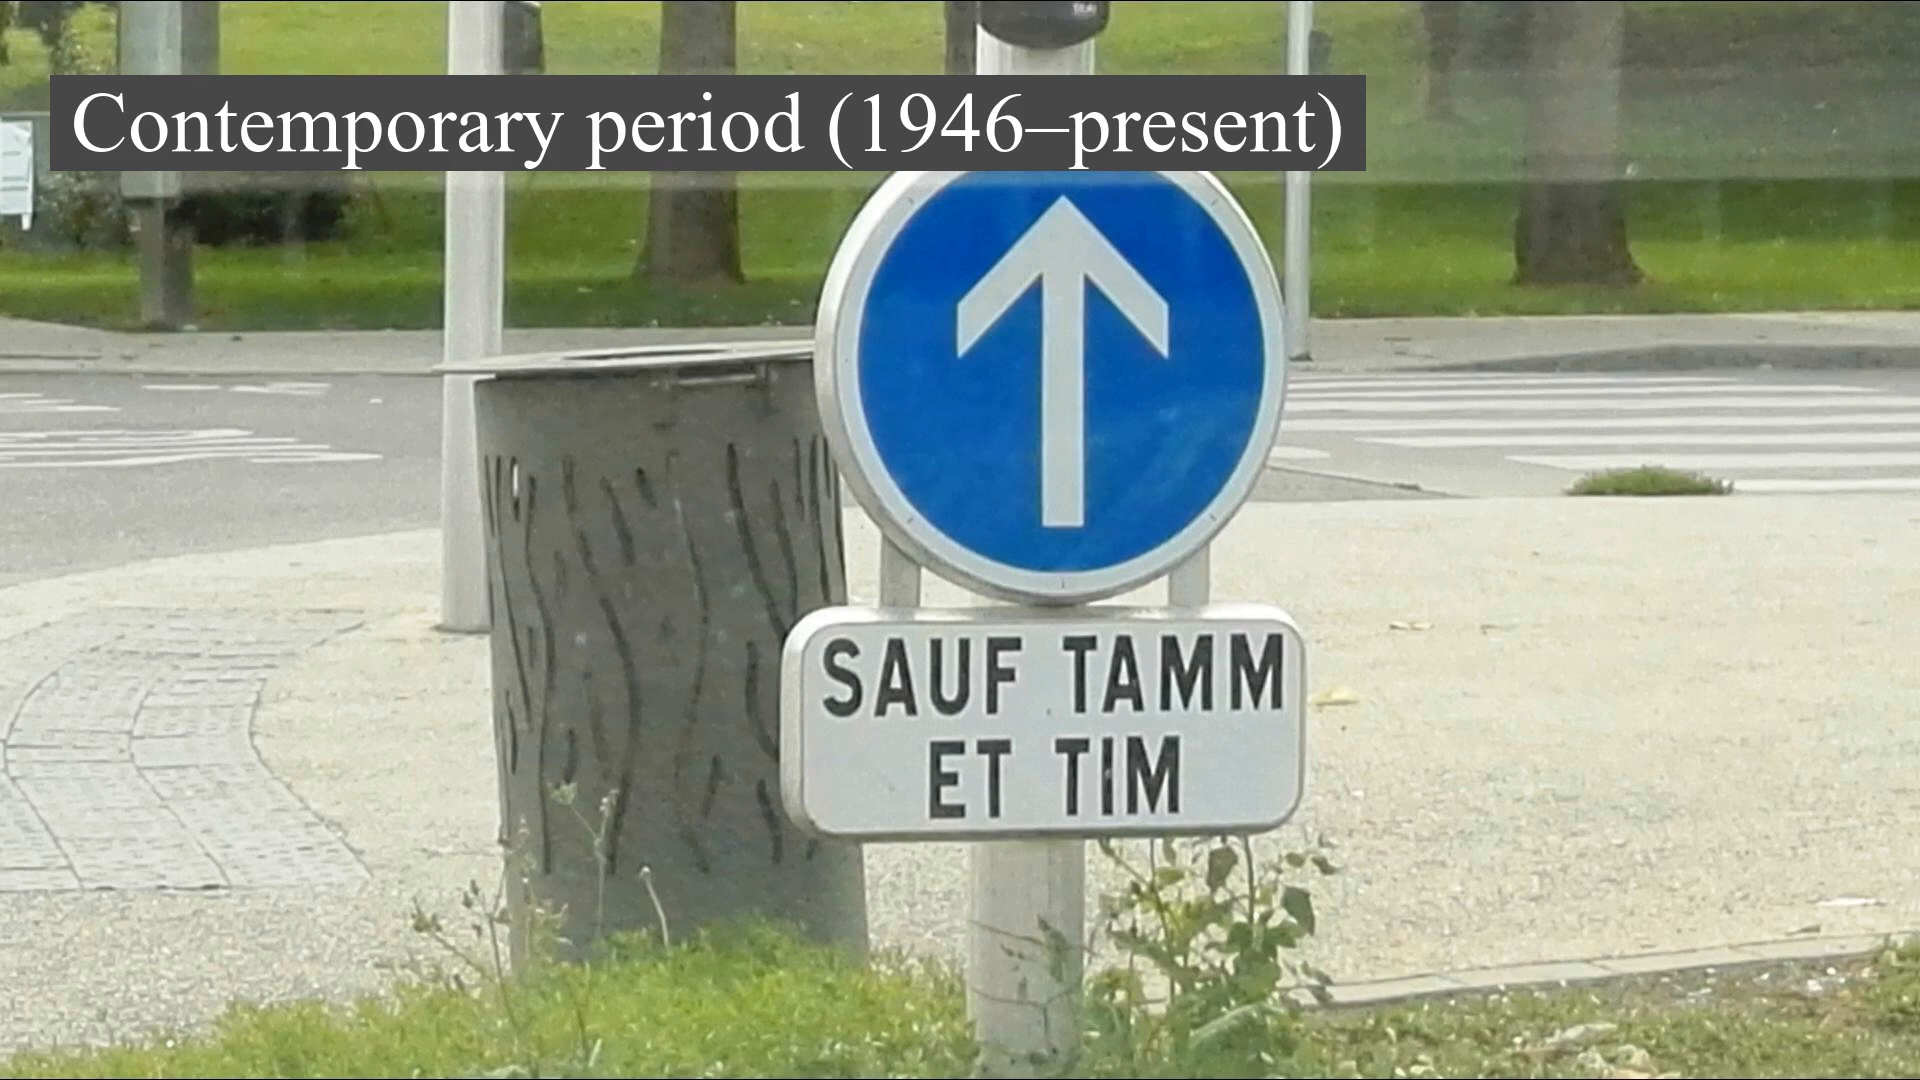 Contemporary period (1946–present)
SAUF TAMM
ET TIM